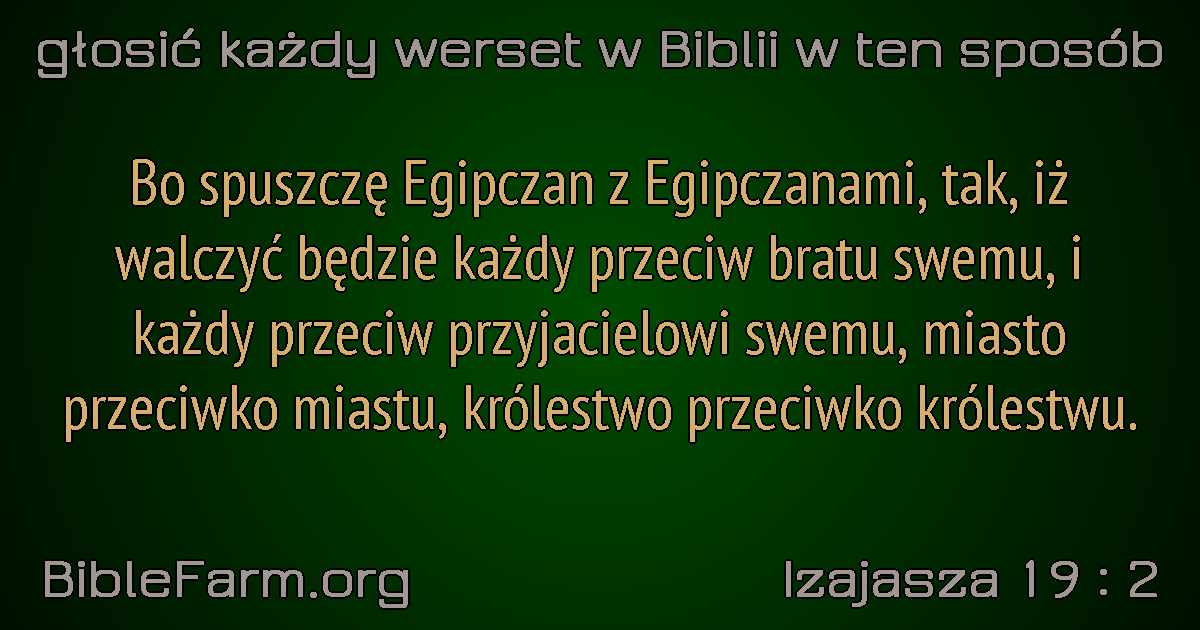 głosić każdy werset w Biblii w ten sposób
Bo spuszczę Egipczan z Egipczanami, tak, iż
walczyć będzie każdy przeciw bratu swemu, i
każdy przeciw przyjacielowi swemu, miasto
przeciwko miastu, królestwo przeciwko królestwu.
BibleFarm.org
Izajasza 19 : 2